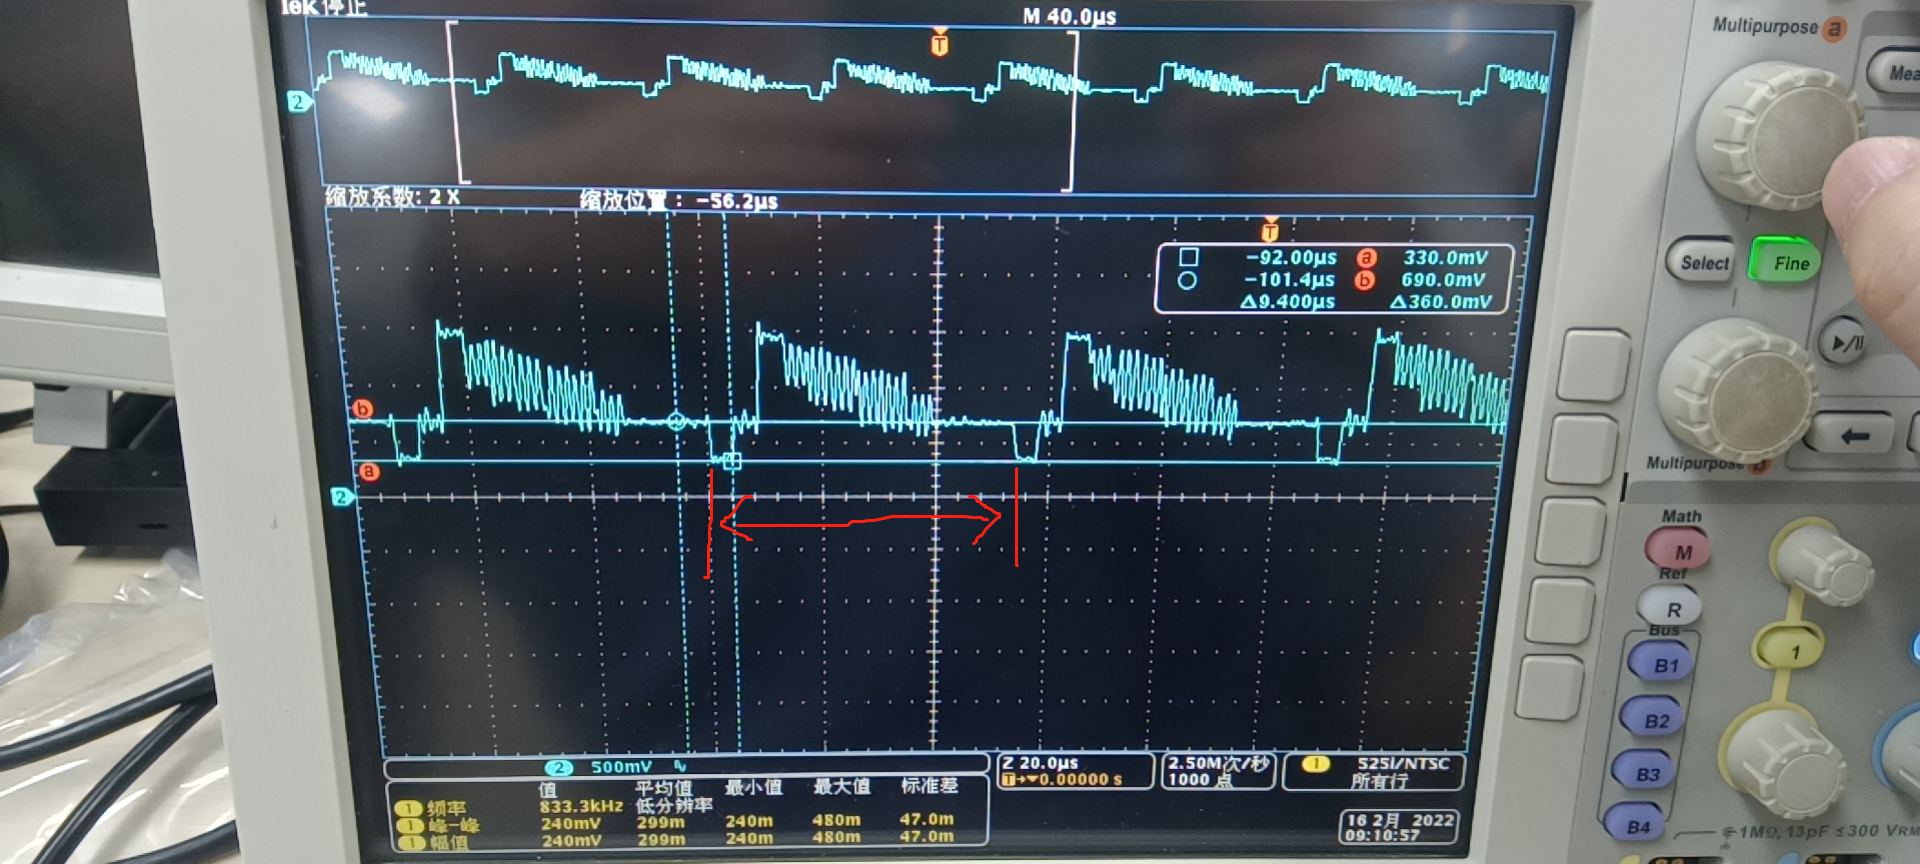 Tek 停止
M 40.0µs
T
2
缩放系数: 2 X
缩放位置: -56.2µs
T
-92.00µs a 330.0mV
-101.4µs b 690.0mV
Δ9.400µs Δ360.0mV
b
a
2
2 500mV
Z 20.0µs
T→▼0.00000 s
2.50M次/秒
1000 点
1 525l/NTSC
所有行
值 平均值 最小值 最大值 标准差
1 频率 833.3kHz 低分辨率
1 峰-峰 240mV 299m 240m 480m 47.0m
1 幅值 240mV 299m 240m 480m 47.0m
16 2月 2022
09:10:57
Multipurpose a
Mea
Select
Fine
Multipurpose b
Math
M
Ref
R
Bus
B1
B2
B3
B4
1
1MΩ, 13pF ≤300 VRM